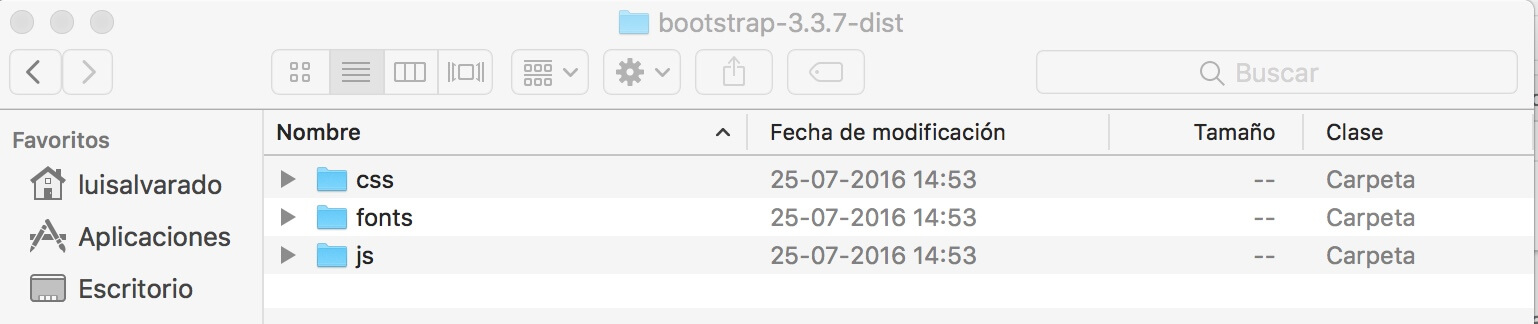 bootstrap-3.3.7-dist
Buscar
Favoritos
luisalvarado
Aplicaciones
Escritorio
Nombre Fecha de modificación Tamaño Clase
css 25-07-2016 14:53 -- Carpeta
fonts 25-07-2016 14:53 -- Carpeta
js 25-07-2016 14:53 -- Carpeta